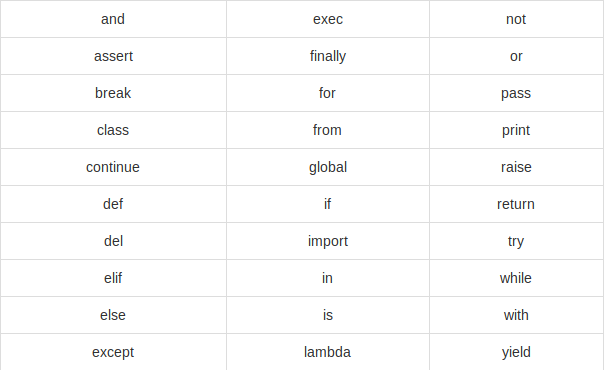 and exec not
assert finally or
break for pass
class from print
continue global raise
def if return
del import try
elif in while
else is with
except lambda yield